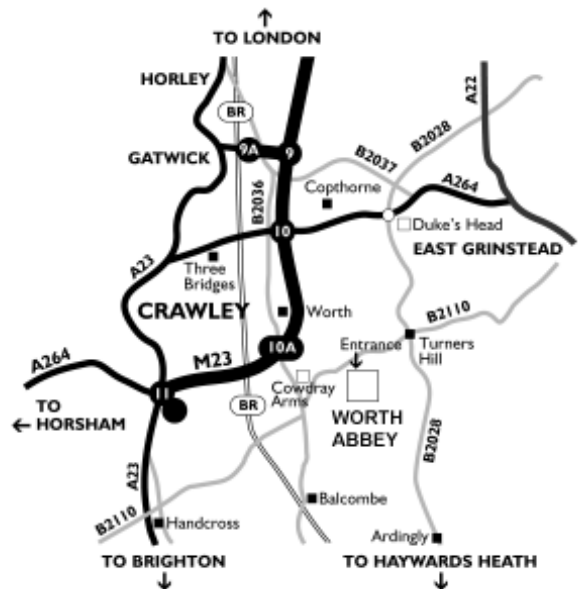 TO LONDON
HORLEY
BR
A22
B2028
9A
9
GATWICK
B2037
A264
B2036
Copthorne
10
Duke's Head
EAST GRINSTEAD
A23
Three
Bridges
CRAWLEY
Worth
B2110
10A
Entrance
Turners
Hill
A264
M23
11
Cowdray
Arms
TO
HORSHAM
BR
WORTH
ABBEY
B2028
A23
Balcombe
B2110
Handcross
Ardingly
TO BRIGHTON
TO HAYWARDS HEATH